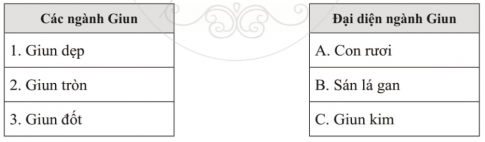 Các ngành Giun
1. Giun dẹp
2. Giun tròn
3. Giun đốt
Đại diện ngành Giun
A. Con rươi
B. Sán lá gan
C. Giun kim